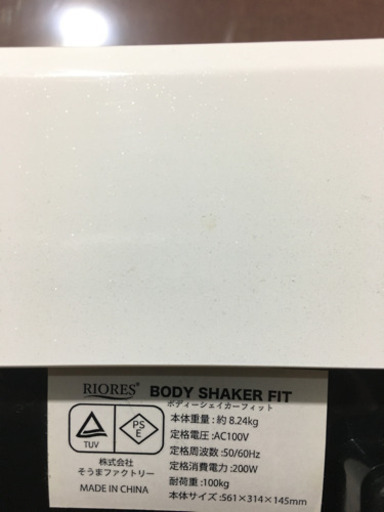 RIORES® BODY SHAKER FIT
ボディーシェイカーフィット
本体重量:約 8.24kg
定格電圧:AC100V
定格周波数:50/60Hz
定格消費電力:200W
耐荷重:100kg
本体サイズ:561×314×145mm
TUV
PS
E
株式会社
そうまファクトリー
MADE IN CHINA